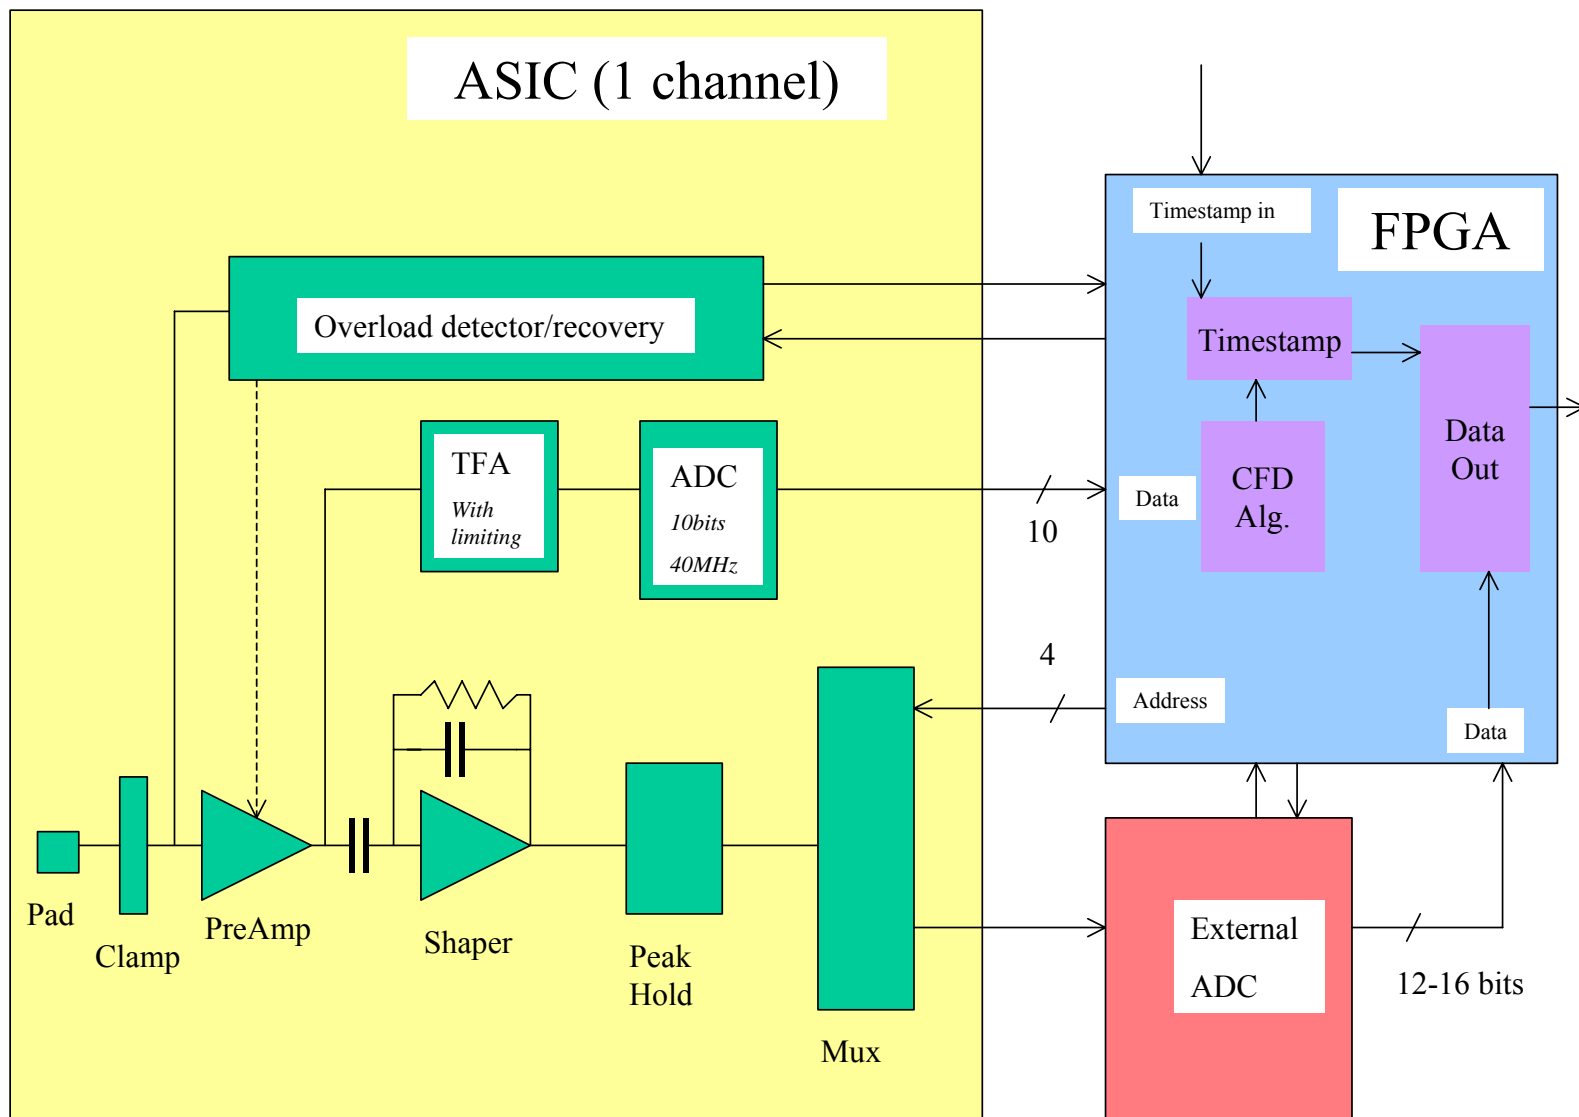 ASIC (1 channel)
Timestamp in
FPGA
Overload detector/recovery
Timestamp
TFA
With
limiting
ADC
10bits
40MHz
10
Data
CFD
Alg.
Data
Out
4
Address
Data
Pad
Clamp
PreAmp
Shaper
Peak
Hold
Mux
External
ADC
12-16 bits